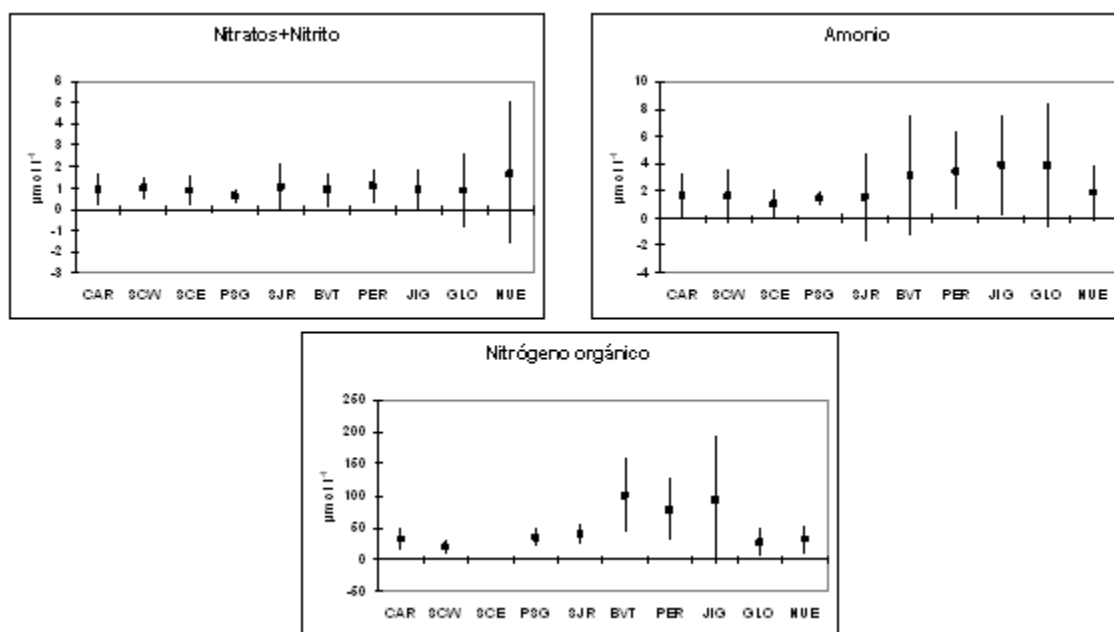 Nitratos+Nitrito
µmol l⁻¹
6
5
4
3
2
1
0
-1
-2
-3
CAR SCW SCE PSG SJR BVT PER JIG GLO NUE
Amonio
µmol l⁻¹
10
8
6
4
2
0
-2
-4
CAR SCW SCE PSG SJR BVT PER JIG GLO NUE
Nitrógeno orgánico
µmol l⁻¹
250
200
150
100
50
0
-50
CAR SCW SCE PSG SJR BVT PER JIG GLO NUE